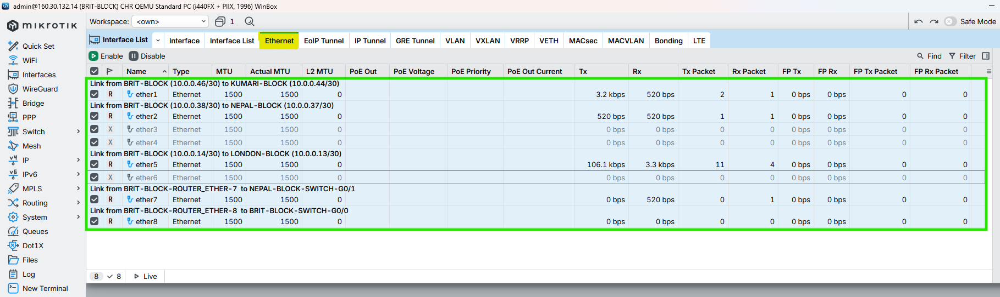 admin@160.30.132.14 (BRIT-BLOCK) CHR QEMU Standard PC (i440FX + PIIX, 1996) WinBox
MikroTik
Workspace: <own> 1 Safe Mode
Interface List Interface Interface List Ethernet EoIP Tunnel IP Tunnel GRE Tunnel VLAN VXLAN VRRP VETH MACsec MACVLAN Bonding LTE
Enable Disable Find Filter
Name Type MTU Actual MTU L2 MTU PoE Out PoE Voltage PoE Priority PoE Out Current Tx Rx Tx Packet Rx Packet FP Tx FP Rx FP Tx Packet FP Rx Packet
Link from BRIT-BLOCK (10.0.0.46/30) to KUMARI-BLOCK (10.0.0.44/30)
R ether1 Ethernet 1500 1500 0 3.2 kbps 520 bps 2 1 0 bps 0 bps 0 0
Link from BRIT-BLOCK (10.0.0.38/30) to NEPAL-BLOCK (10.0.0.37/30)
R ether2 Ethernet 1500 1500 0 520 bps 520 bps 1 1 0 bps 0 bps 0 0
X ether3 Ethernet 1500 1500 0 0 bps 0 bps 0 0 0 bps 0 bps 0 0
X ether4 Ethernet 1500 1500 0 0 bps 0 bps 0 0 0 bps 0 bps 0 0
Link from BRIT-BLOCK (10.0.0.14/30) to LONDON-BLOCK (10.0.0.13/30)
R ether5 Ethernet 1500 1500 0 106.1 kbps 3.3 kbps 11 4 0 bps 0 bps 0 0
X ether6 Ethernet 1500 1500 0 0 bps 0 bps 0 0 0 bps 0 bps 0 0
Link from BRIT-BLOCK-ROUTER_ETHER-7 to NEPAL-BLOCK-SWITCH-G0/1
R ether7 Ethernet 1500 1500 0 0 bps 520 bps 0 1 0 bps 0 bps 0 0
Link from BRIT-BLOCK-ROUTER_ETHER-8 to BRIT-BLOCK-SWITCH-G0/0
R ether8 Ethernet 1500 1500 0 0 bps 0 bps 0 0 0 bps 0 bps 0 0
8 8 Live
Quick Set
WiFi
Interfaces
WireGuard
Bridge
PPP
Switch
Mesh
v4 IP
v6 IPv6
MPLS
Routing
System
Queues
Dot1X
Files
Log
New Terminal